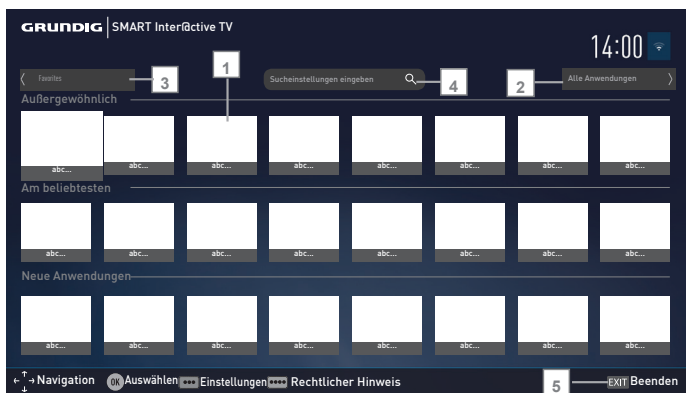 GRUNDIG SMART Inter@ctive TV
14:00
Favorites
3
1
Sucheinstellungen eingeben
4
2
Alle Anwendungen
Außergewöhnlich
abc... abc... abc... abc... abc... abc... abc... abc...
Am beliebtesten
abc... abc... abc... abc... abc... abc... abc... abc...
Neue Anwendungen
abc... abc... abc... abc... abc... abc... abc... abc...
Navigation OK Auswählen Einstellungen Rechtlicher Hinweis 5 EXIT Beenden